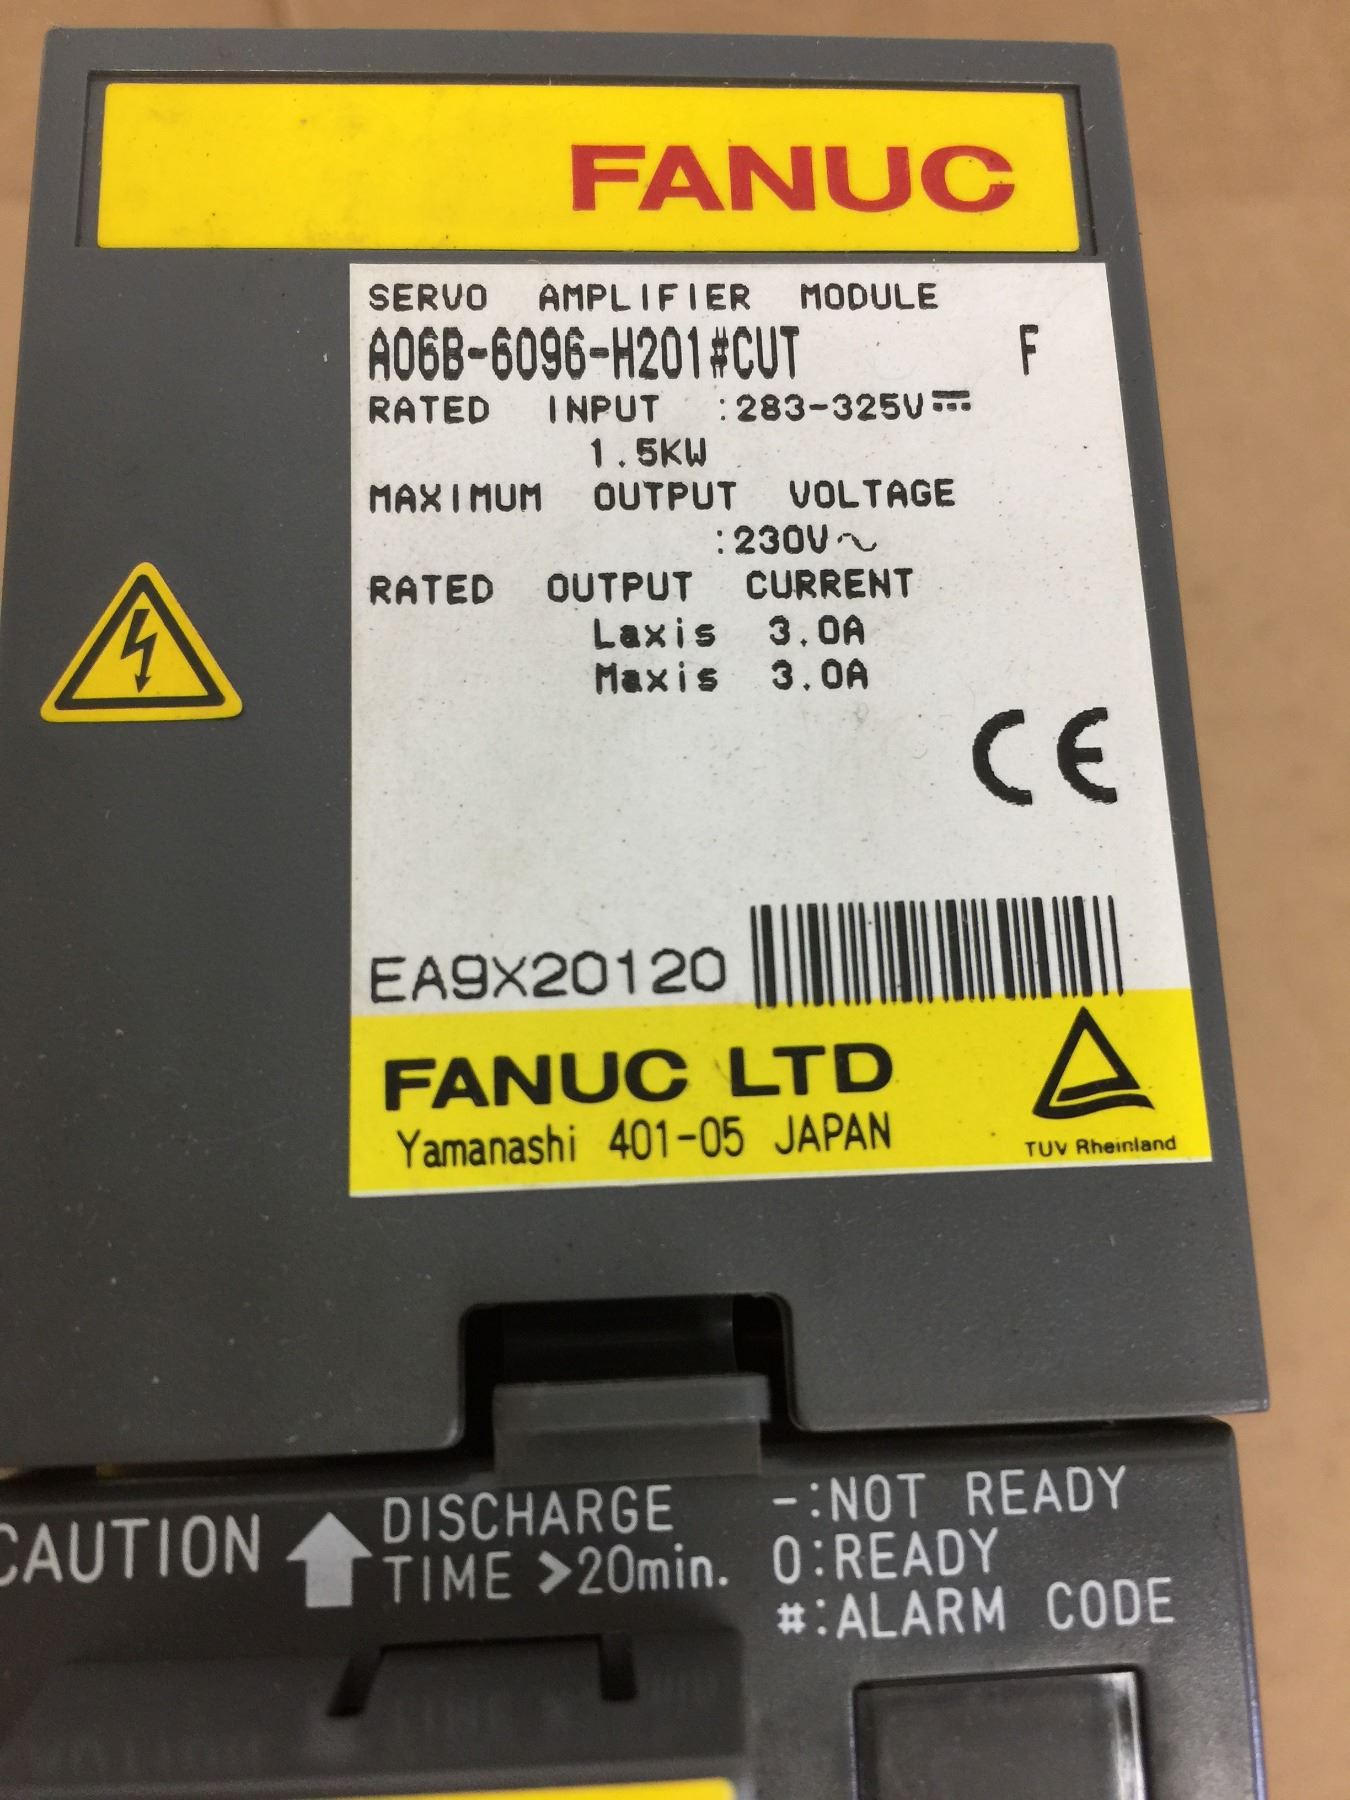 FANUC
SERVO AMPLIFIER MODULE
A06B-6096-H201#CUT F
RATED INPUT :283-325V⎓
1.5KW
MAXIMUM OUTPUT VOLTAGE
:230V～
RATED OUTPUT CURRENT
Laxis 3.0A
Maxis 3.0A
CE
EA9X20120
FANUC LTD
Yamanashi 401-05 JAPAN
TUV Rheinland
CAUTION
DISCHARGE
TIME >20min.
-:NOT READY
0:READY
#:ALARM CODE